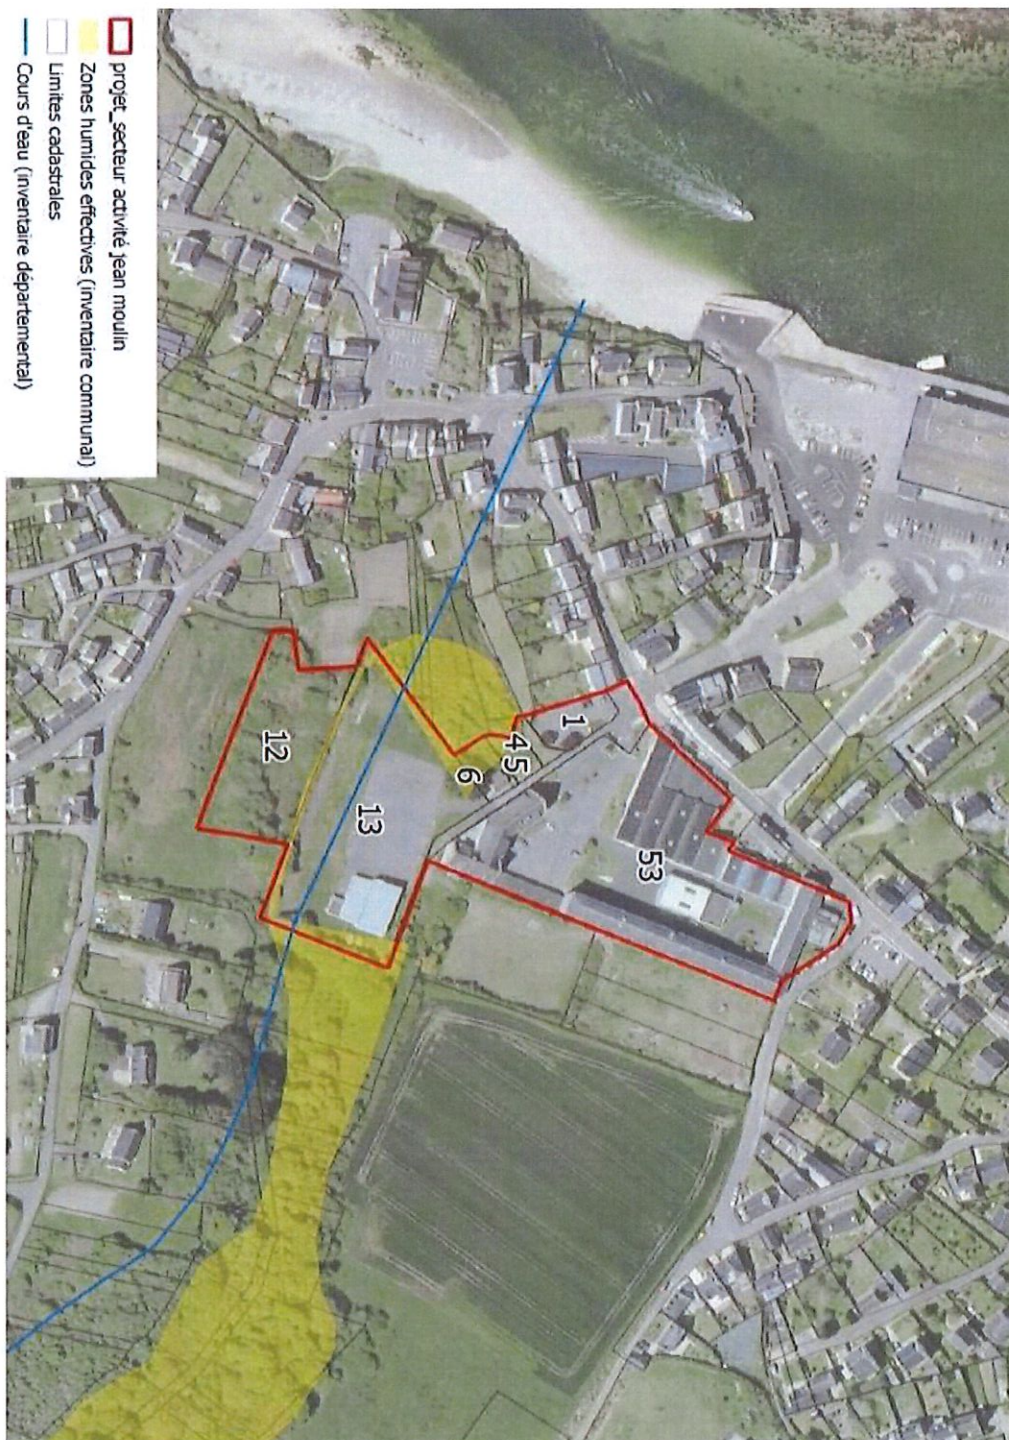 projet_secteur activité jean moulin
Zones humides effectives (inventaire communal)
Limites cadastrales
Cours d'eau (inventaire départemental)
1
4 5
6
53
13
12